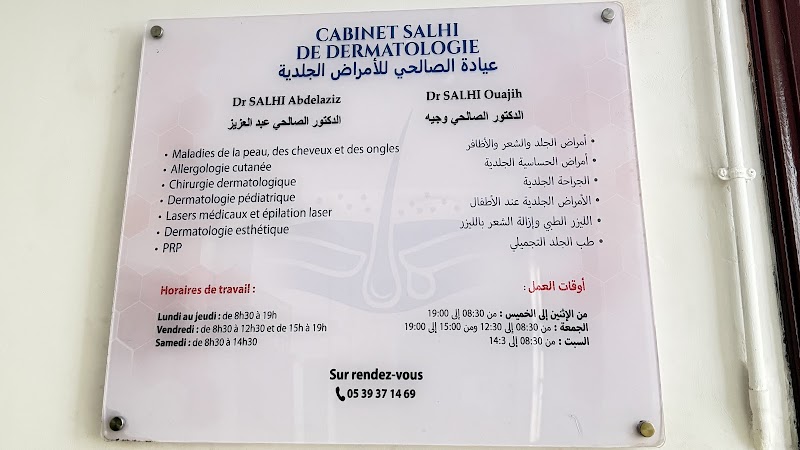 CABINET SALHI
DE DERMATOLOGIE
عيادة الصالحي للأمراض الجلدية
Dr SALHI Abdelaziz
الدكتور الصالحي عبد العزيز
Dr SALHI Ouajih
الدكتور الصالحي وجيه
• Maladies de la peau, des cheveux et des ongles
• Allergologie cutanée
• Chirurgie dermatologique
• Dermatologie pédiatrique
• Lasers médicaux et épilation laser
• Dermatologie esthétique
• PRP
• أمراض الجلد والشعر والأظافر
• أمراض الحساسية الجلدية
• الجراحة الجلدية
• الأمراض الجلدية عند الأطفال
• الليزر الطبي وإزالة الشعر بالليزر
• طب الجلد التجميلي
Horaires de travail :
Lundi au jeudi : de 8h30 à 19h
Vendredi : de 8h30 à 12h30 et de 15h à 19h
Samedi : de 8h30 à 14h30
أوقات العمل :
من الإثنين إلى الخميس : من 08:30 إلى 19:00
الجمعة : من 08:30 إلى 12:30 ومن 15:00 إلى 19:00
السبت : من 08:30 إلى 14:3
Sur rendez-vous
05 39 37 14 69